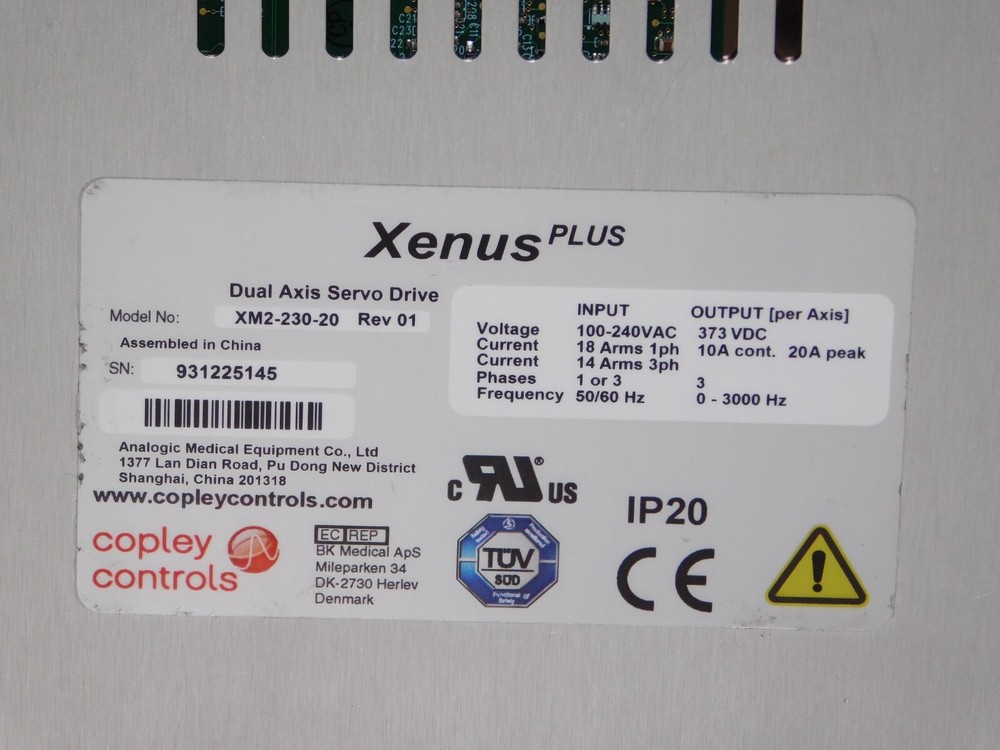 Xenus PLUS
Dual Axis Servo Drive
Model No: XM2-230-20 Rev 01
Assembled in China
SN: 931225145
INPUT OUTPUT [per Axis]
Voltage 100-240VAC 373 VDC
Current 18 Arms 1ph 10A cont. 20A peak
Current 14 Arms 3ph
Phases 1 or 3 3
Frequency 50/60 Hz 0 - 3000 Hz
Analogic Medical Equipment Co., Ltd
1377 Lan Dian Road, Pu Dong New District
Shanghai, China 201318
www.copleycontrols.com
copley
controls
EC REP
BK Medical ApS
Mileparken 34
DK-2730 Herlev
Denmark
C RU® US
TÜV
SÜD
Functional
Safety
IP20
CE